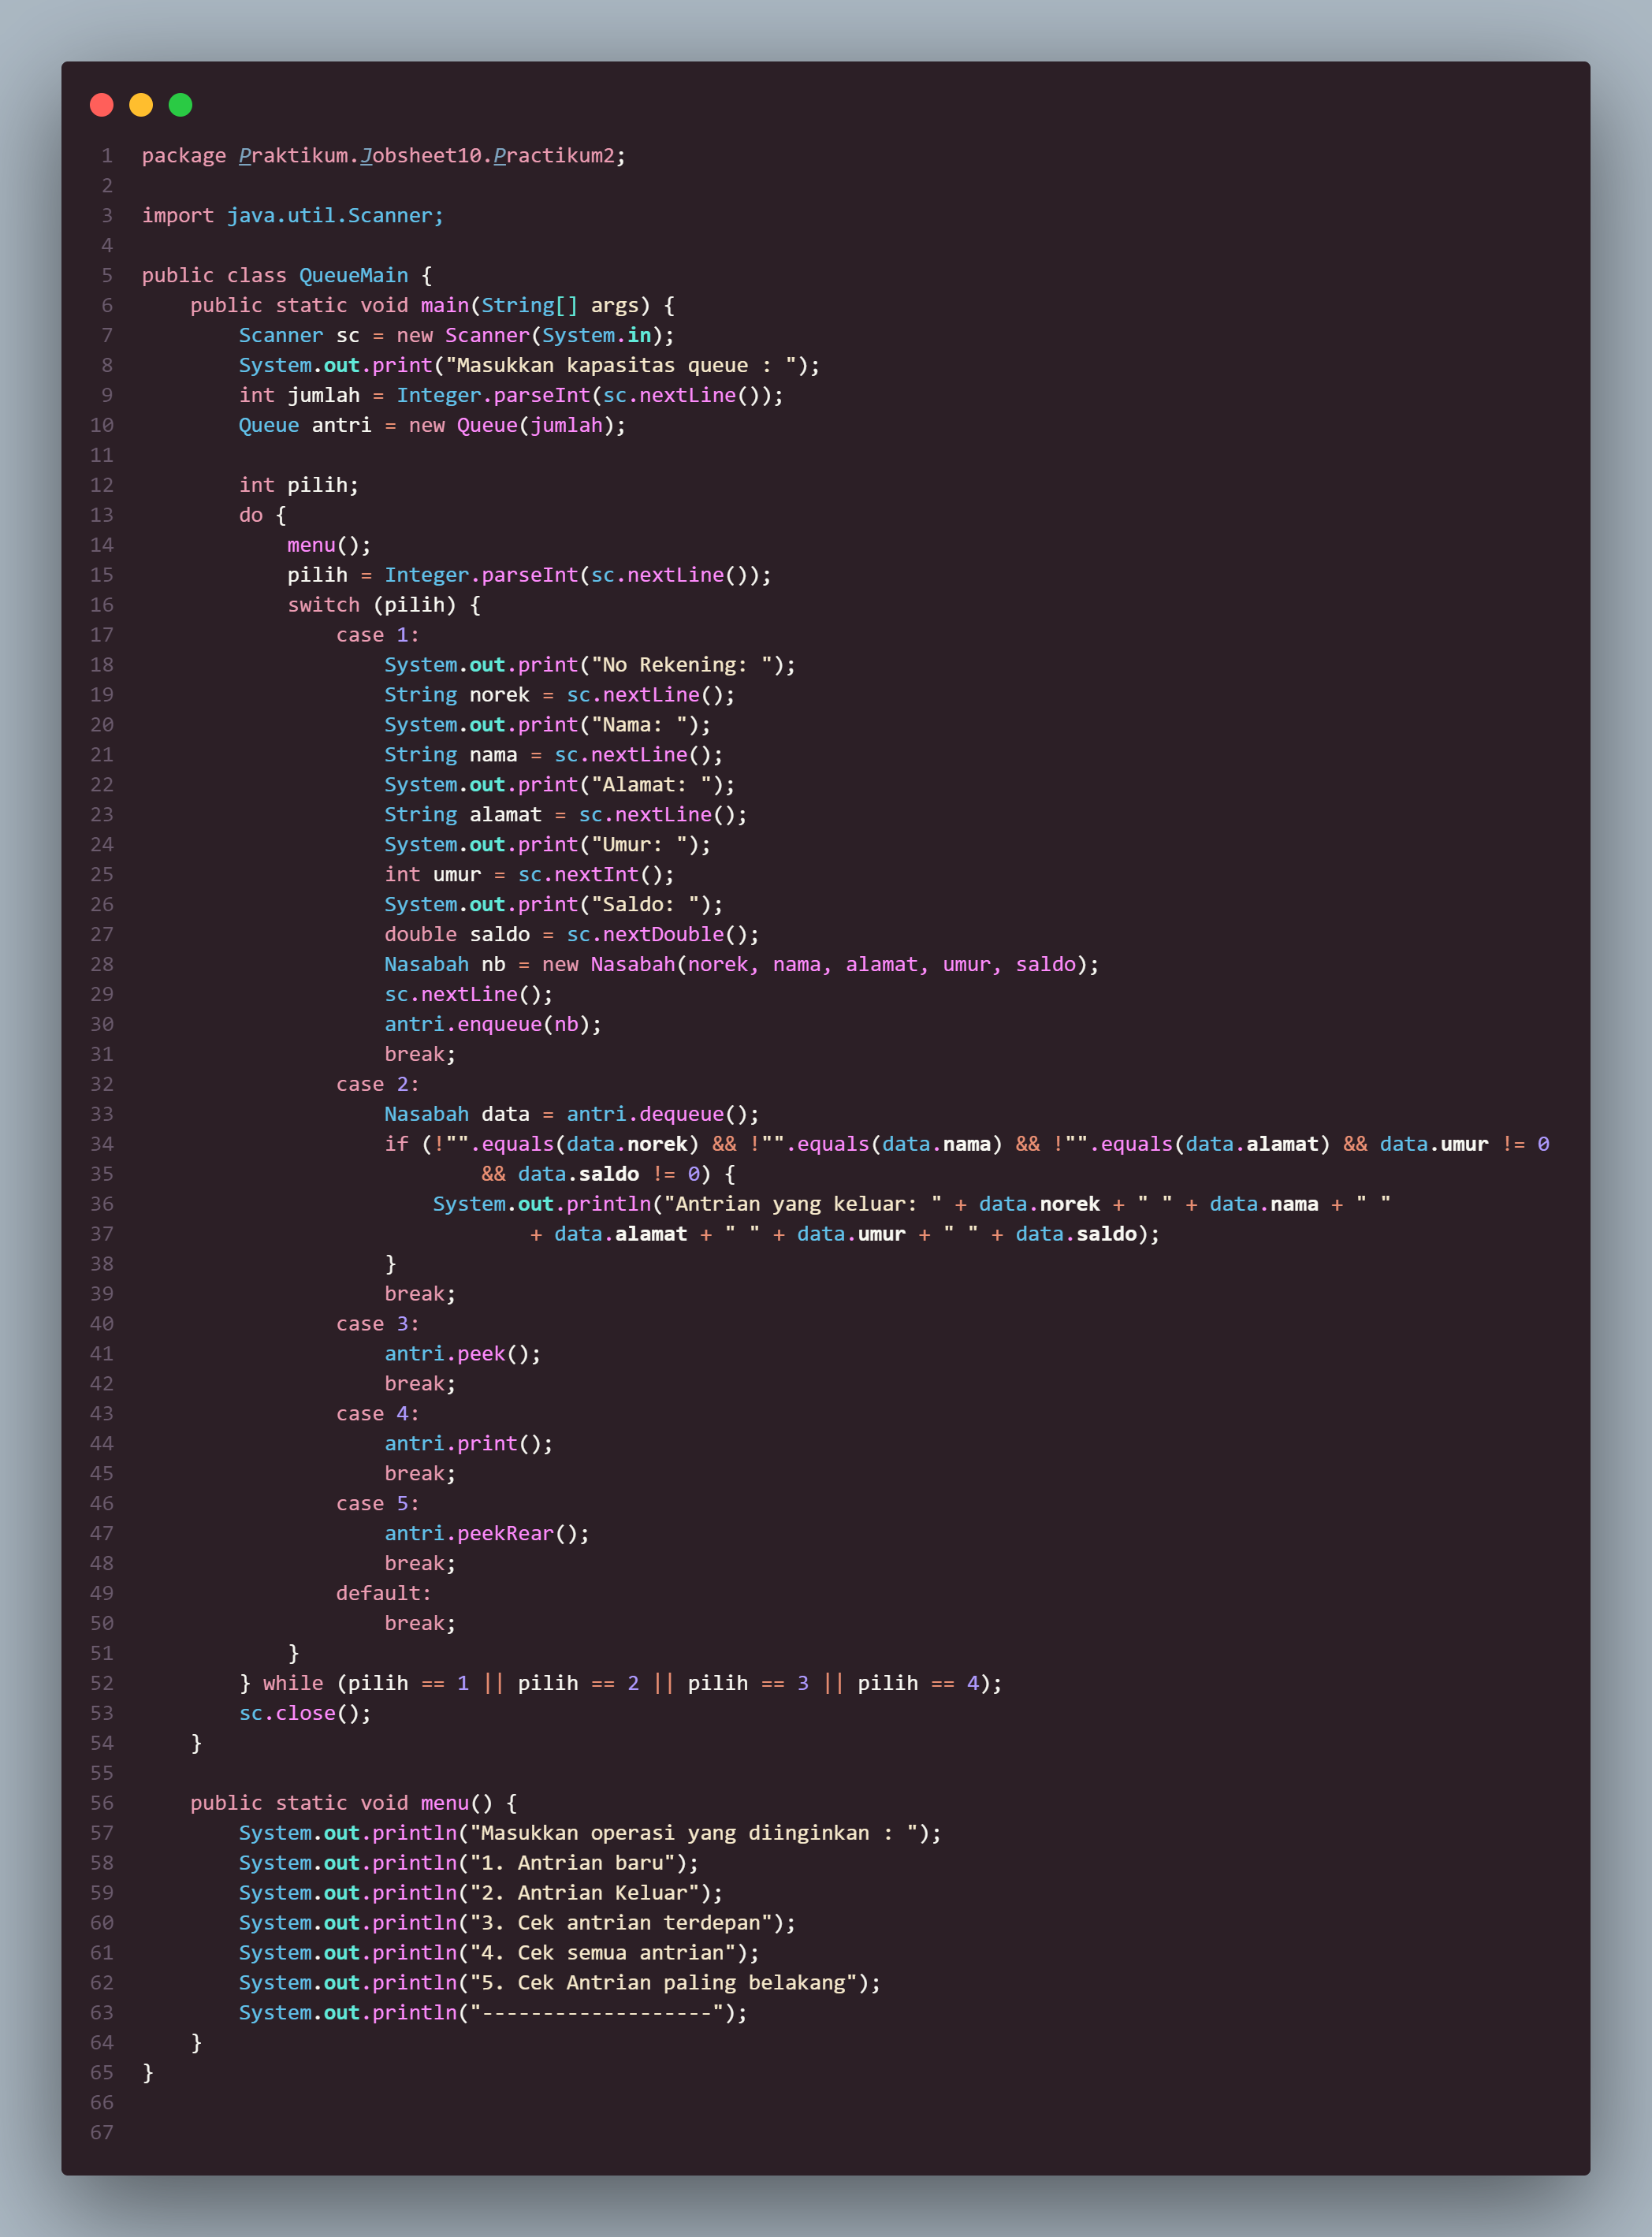 1 package Praktikum.Jobsheet10.Practikum2;
2
3 import java.util.Scanner;
4
5 public class QueueMain {
6     public static void main(String[] args) {
7         Scanner sc = new Scanner(System.in);
8         System.out.print("Masukkan kapasitas queue : ");
9         int jumlah = Integer.parseInt(sc.nextLine());
10         Queue antri = new Queue(jumlah);
11
12         int pilih;
13         do {
14             menu();
15             pilih = Integer.parseInt(sc.nextLine());
16             switch (pilih) {
17                 case 1:
18                     System.out.print("No Rekening: ");
19                     String norek = sc.nextLine();
20                     System.out.print("Nama: ");
21                     String nama = sc.nextLine();
22                     System.out.print("Alamat: ");
23                     String alamat = sc.nextLine();
24                     System.out.print("Umur: ");
25                     int umur = sc.nextInt();
26                     System.out.print("Saldo: ");
27                     double saldo = sc.nextDouble();
28                     Nasabah nb = new Nasabah(norek, nama, alamat, umur, saldo);
29                     sc.nextLine();
30                     antri.enqueue(nb);
31                     break;
32                 case 2:
33                     Nasabah data = antri.dequeue();
34                     if (!"".equals(data.norek) && !"".equals(data.nama) && !"".equals(data.alamat) && data.umur != 0
35                             && data.saldo != 0) {
36                         System.out.println("Antrian yang keluar: " + data.norek + " " + data.nama + " "
37                                 + data.alamat + " " + data.umur + " " + data.saldo);
38                     }
39                     break;
40                 case 3:
41                     antri.peek();
42                     break;
43                 case 4:
44                     antri.print();
45                     break;
46                 case 5:
47                     antri.peekRear();
48                     break;
49                 default:
50                     break;
51             }
52         } while (pilih == 1 || pilih == 2 || pilih == 3 || pilih == 4);
53         sc.close();
54     }
55
56     public static void menu() {
57         System.out.println("Masukkan operasi yang diinginkan : ");
58         System.out.println("1. Antrian baru");
59         System.out.println("2. Antrian Keluar");
60         System.out.println("3. Cek antrian terdepan");
61         System.out.println("4. Cek semua antrian");
62         System.out.println("5. Cek Antrian paling belakang");
63         System.out.println("-------------------");
64     }
65 }
66
67